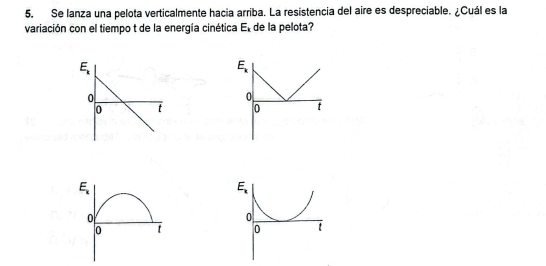 5. Se lanza una pelota verticalmente hacia arriba. La resistencia del aire es despreciable. ¿Cuál es la
variación con el tiempo t de la energía cinética Eₖ de la pelota?
Eₖ
0
0
t
Eₖ
0
0
t
Eₖ
0
0
t
Eₖ
0
0
t